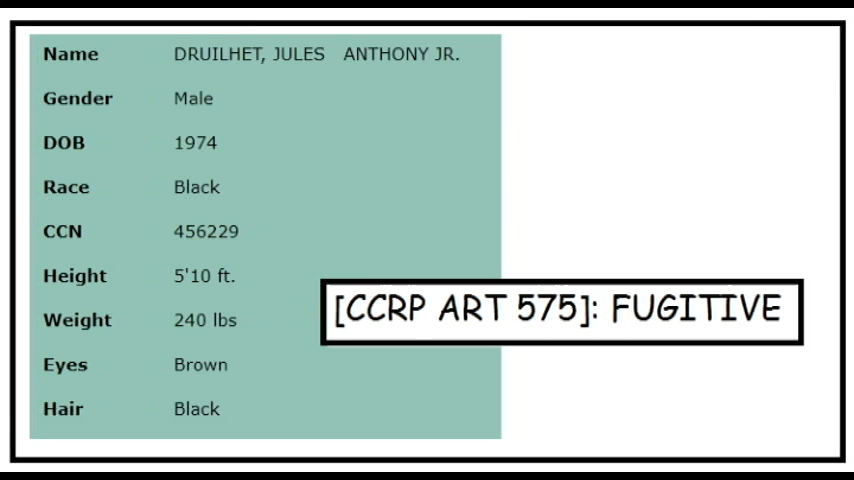 Name DRUILHET, JULES ANTHONY JR.
Gender Male
DOB 1974
Race Black
CCN 456229
Height 5'10 ft.
[CCRP ART 575]: FUGITIVE
Weight 240 lbs
Eyes Brown
Hair Black